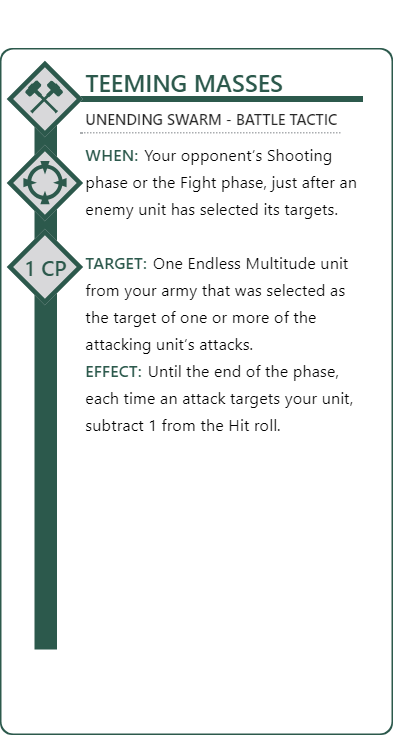 TEEMING MASSES
UNENDING SWARM - BATTLE TACTIC
WHEN: Your opponent's Shooting
phase or the Fight phase, just after an
enemy unit has selected its targets.
1 CP
TARGET: One Endless Multitude unit
from your army that was selected as
the target of one or more of the
attacking unit's attacks.
EFFECT: Until the end of the phase,
each time an attack targets your unit,
subtract 1 from the Hit roll.